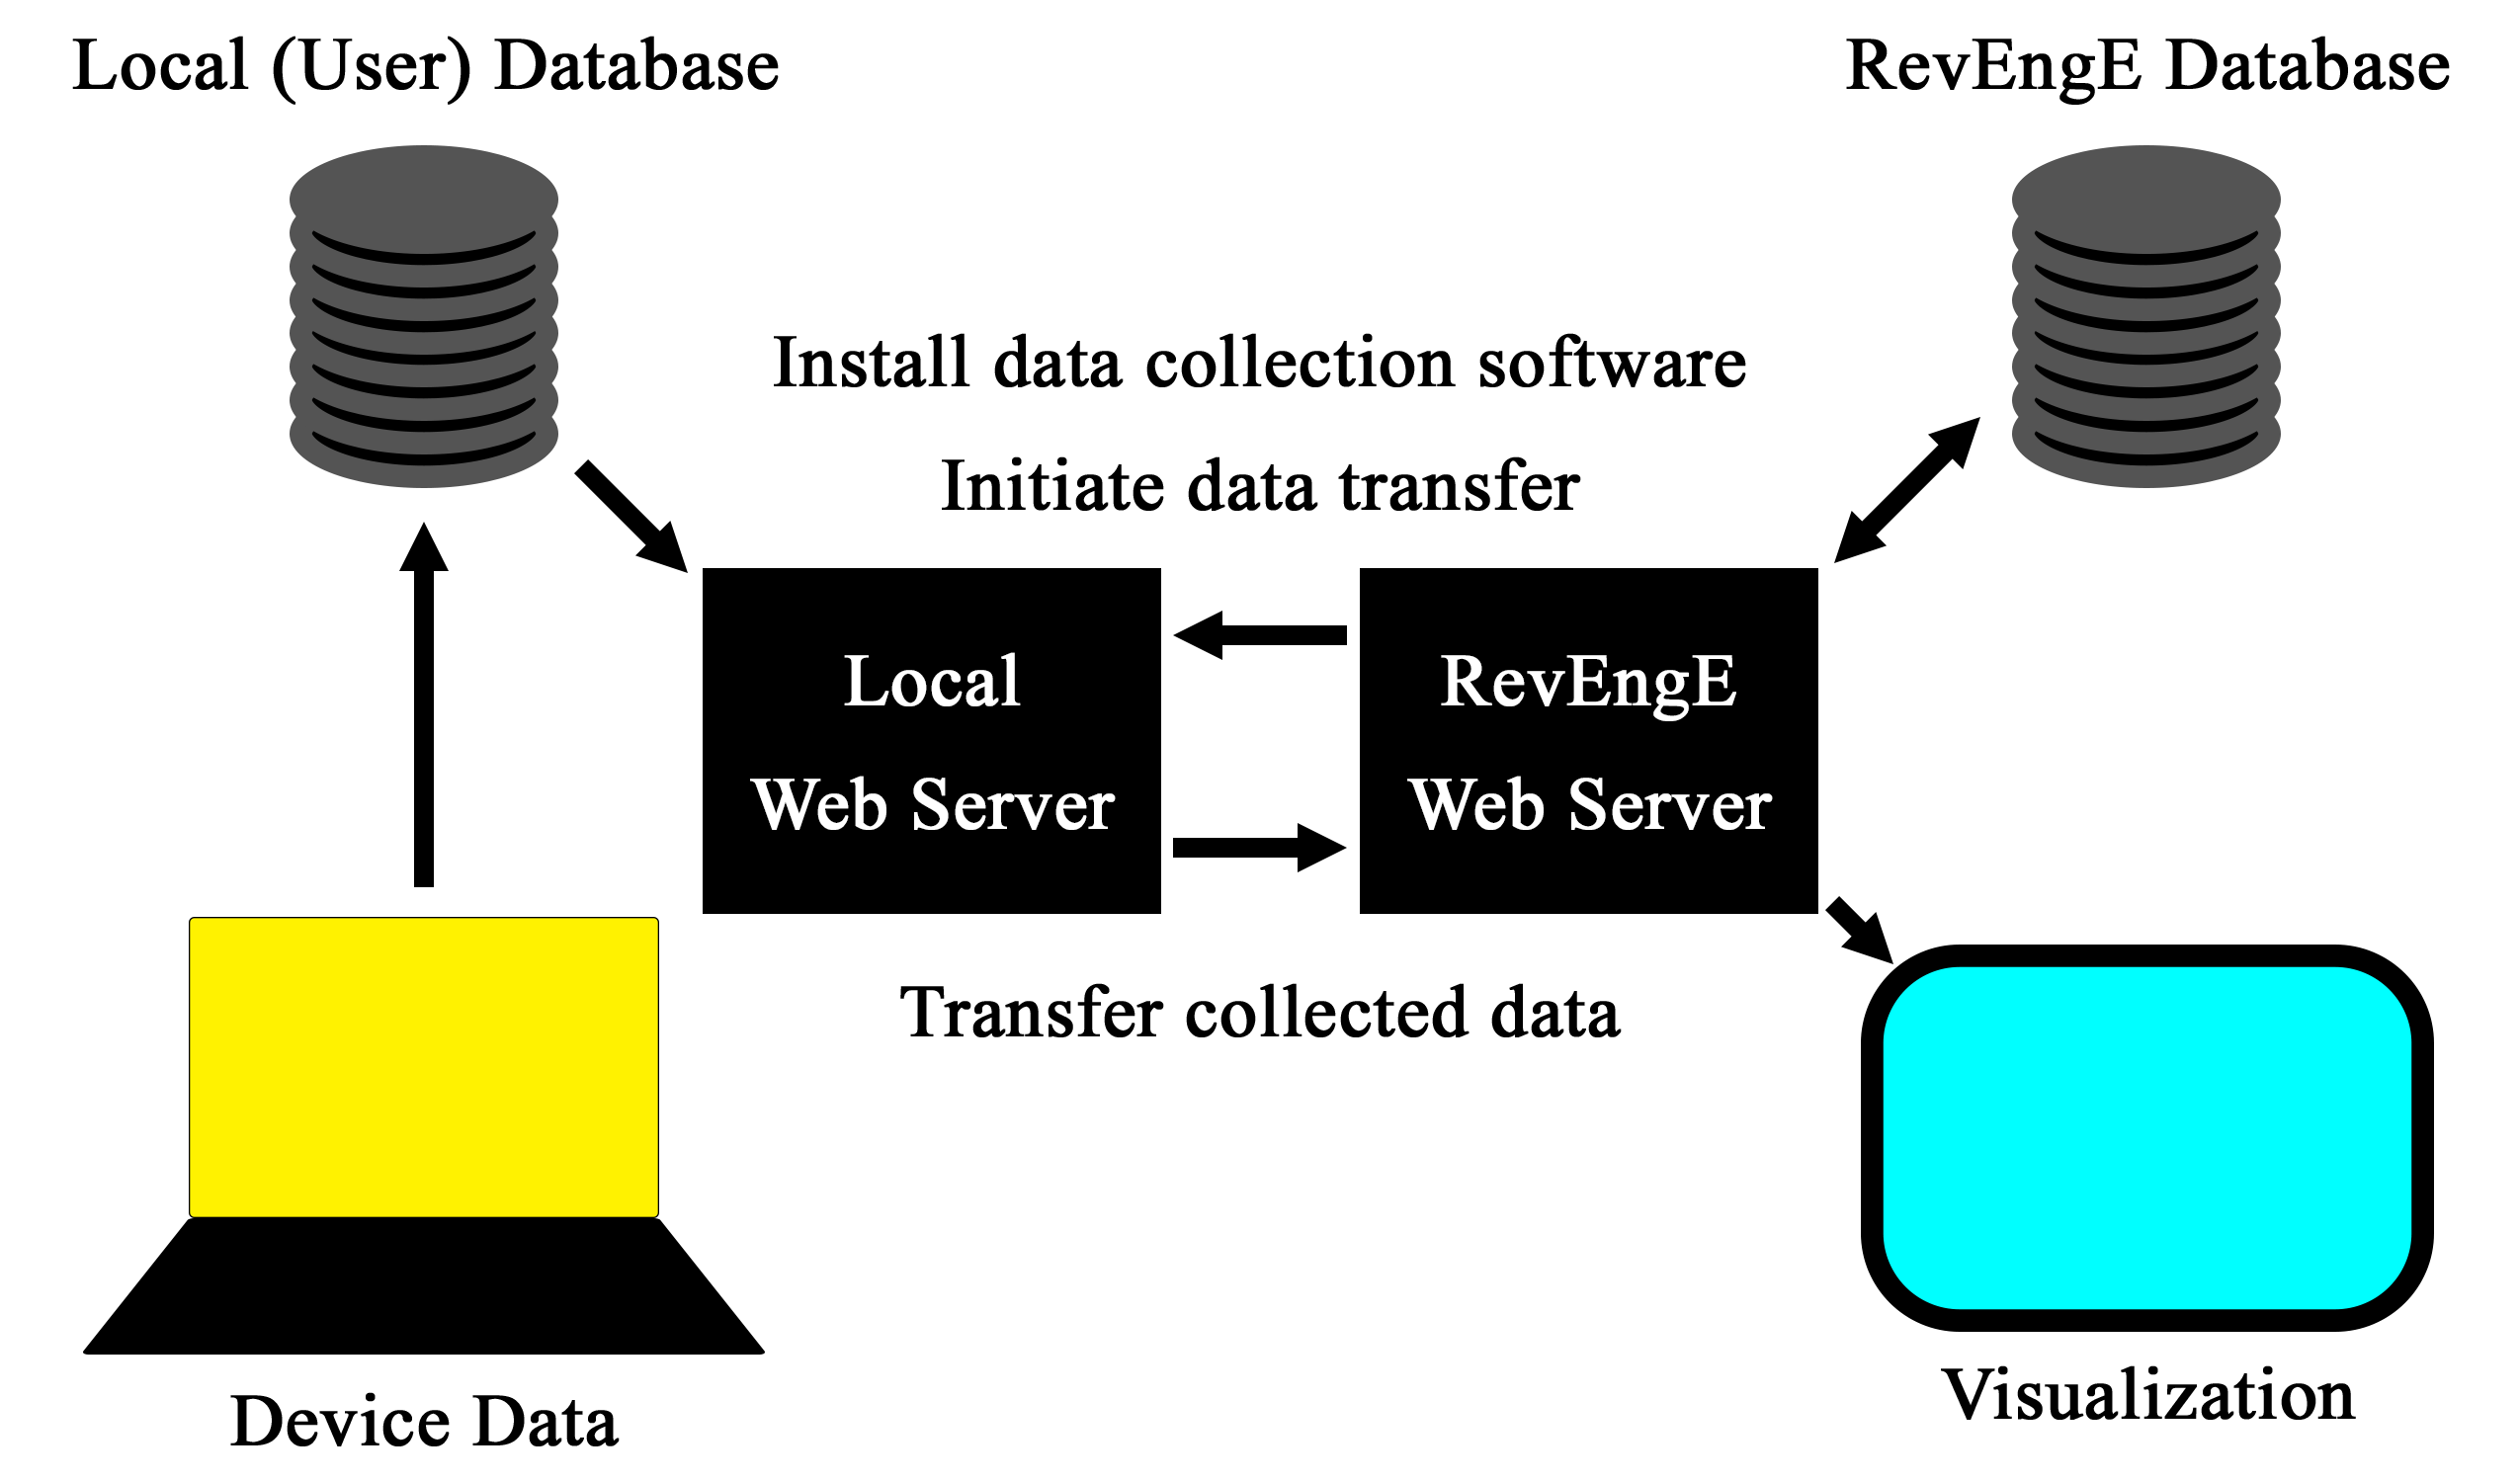 Local (User) Database
RevEngE Database
Install data collection software
Initiate data transfer
Local
Web Server
RevEngE
Web Server
Transfer collected data
Device Data
Visualization